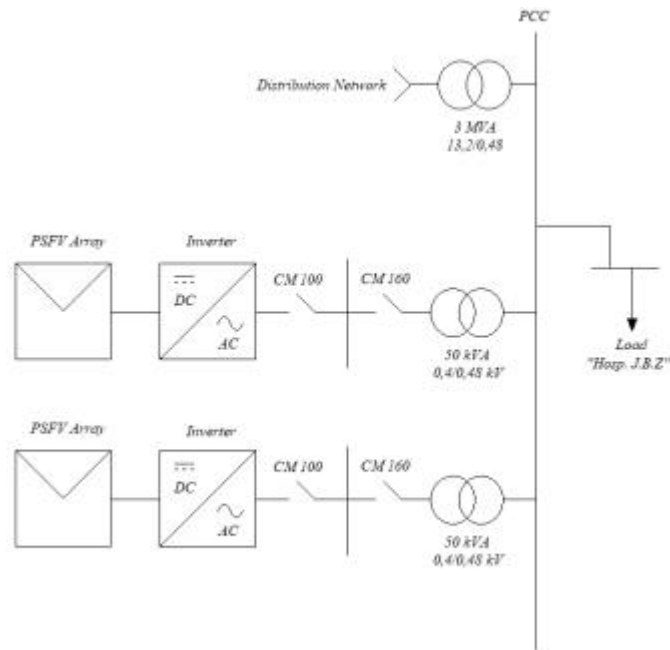 PCC
Distribution Network
3 MVA
13,2/0,48
PSFV Array
Inverter
CM 100
CM 160
DC
AC
50 kVA
0,4/0,48 kV
Load
"Hosp. J.B.Z"
PSFV Array
Inverter
CM 100
CM 160
DC
AC
50 kVA
0,4/0,48 kV